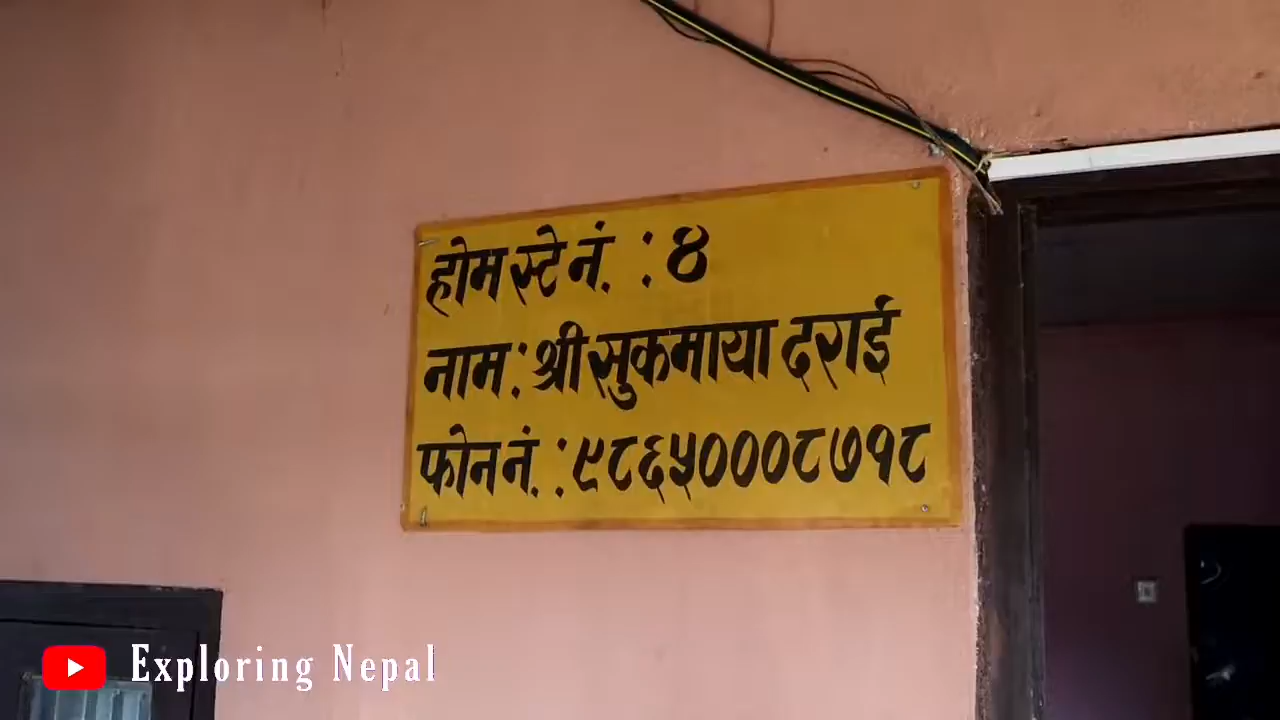 होम स्टे नं. : ४
नाम : श्री सुकमाया दराई
फोन नं. : ९८६५०००८७१८
Exploring Nepal